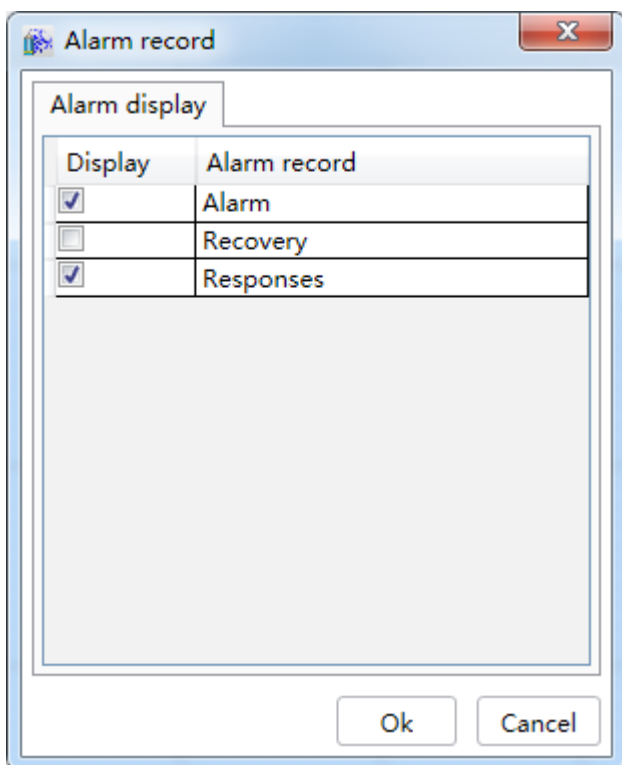 Alarm record
Alarm display
Display Alarm record
Alarm
Recovery
Responses
Ok Cancel